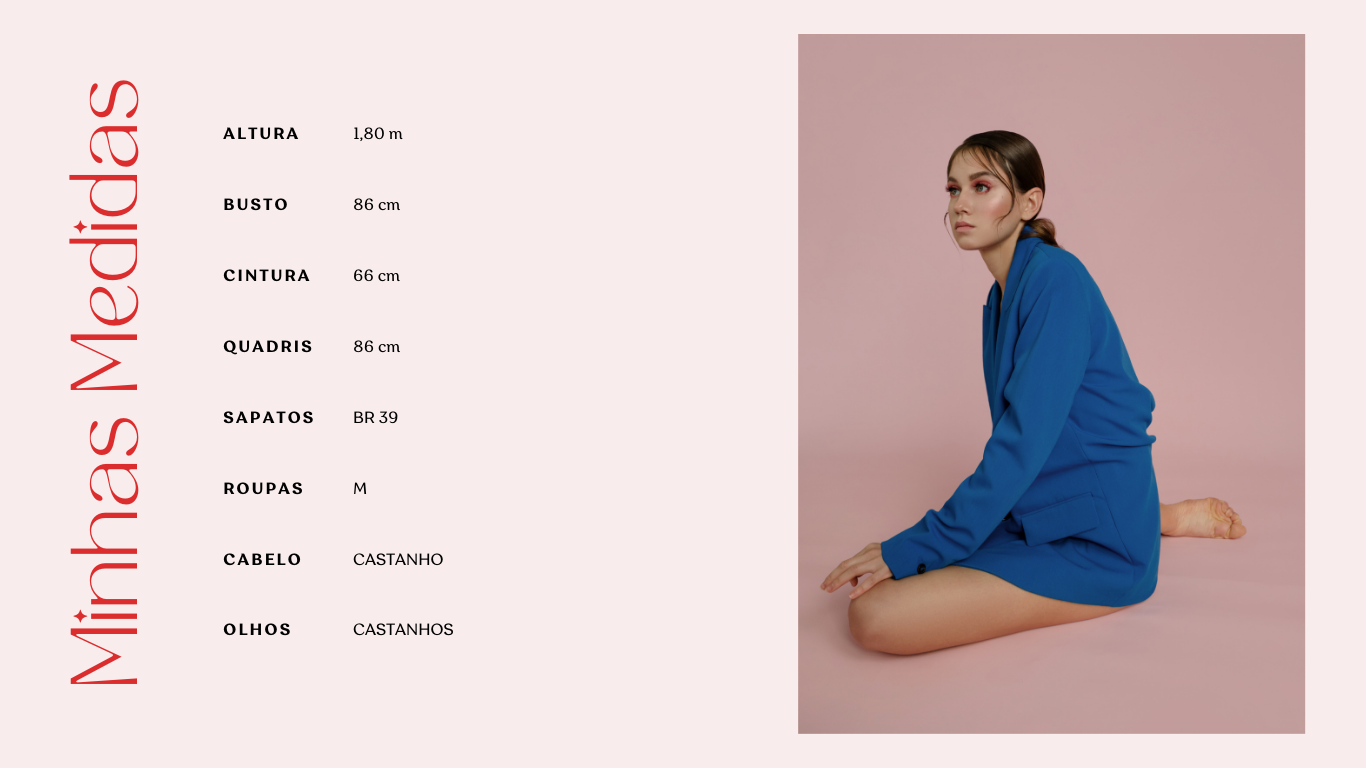 Minhas Medidas
ALTURA 1,80 m
BUSTO 86 cm
CINTURA 66 cm
QUADRIS 86 cm
SAPATOS BR 39
ROUPAS M
CABELO CASTANHO
OLHOS CASTANHOS